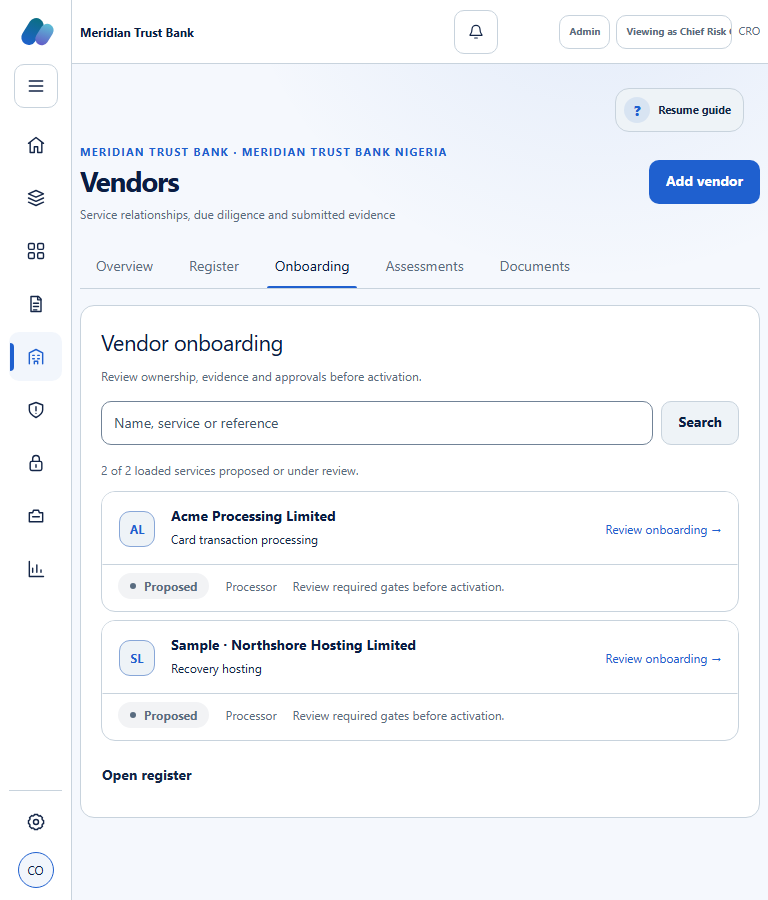 Meridian Trust Bank
Admin
Viewing as Chief Risk
CRO
? Resume guide
MERIDIAN TRUST BANK · MERIDIAN TRUST BANK NIGERIA
Vendors
Add vendor
Service relationships, due diligence and submitted evidence
Overview Register Onboarding Assessments Documents
Vendor onboarding
Review ownership, evidence and approvals before activation.
Name, service or reference
Search
2 of 2 loaded services proposed or under review.
AL
Acme Processing Limited
Card transaction processing
Review onboarding →
Proposed Processor Review required gates before activation.
SL
Sample · Northshore Hosting Limited
Recovery hosting
Review onboarding →
Proposed Processor Review required gates before activation.
Open register
CO